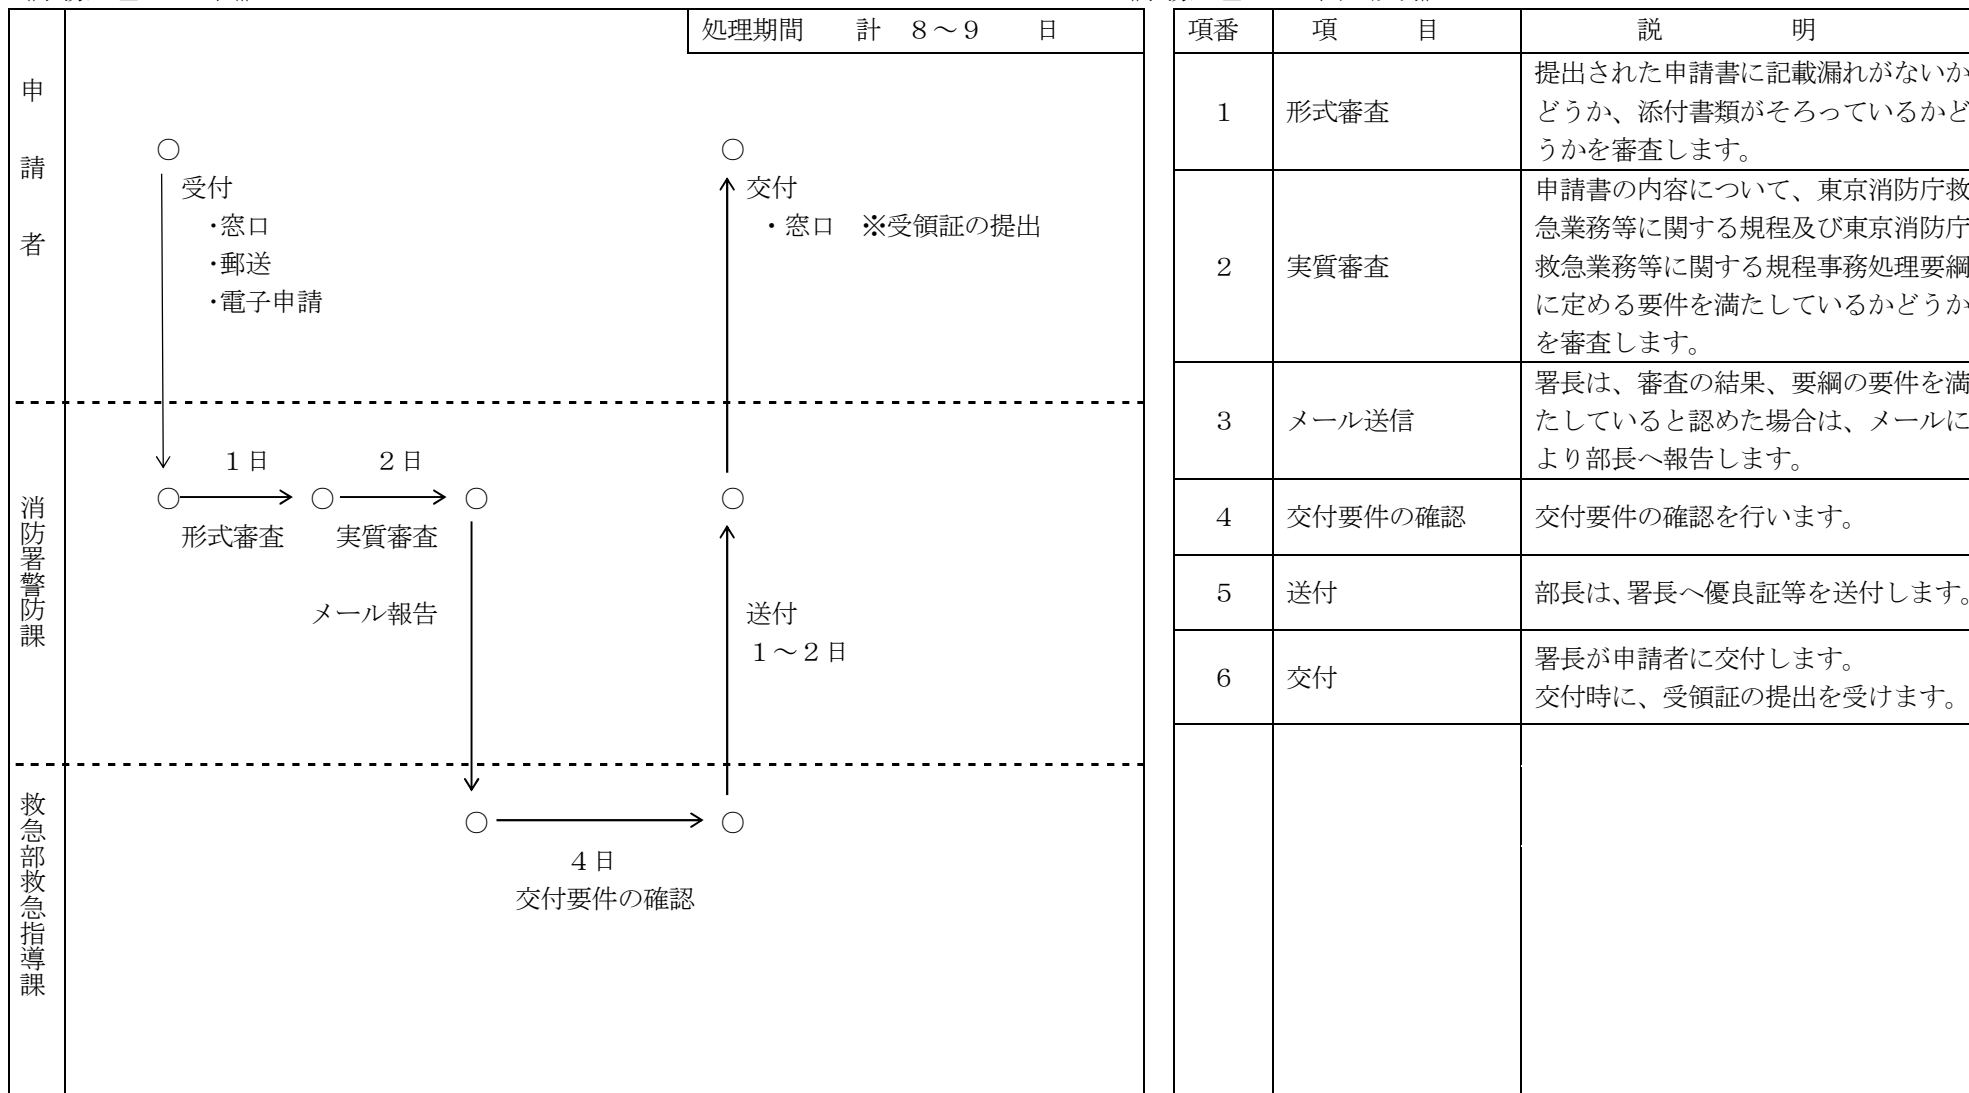 処理期間　計　８～９　日
申請者
受付
・窓口
・郵送
・電子申請
交付
・窓口　※受領証の提出
消防署警防課
１日
２日
形式審査
実質審査
メール報告
送付
１～２日
救急部救急指導課
４日
交付要件の確認
項番　項目　説明
１　形式審査
提出された申請書に記載漏れがないか
どうか、添付書類がそろっているかど
うかを審査します。
２　実質審査
申請書の内容について、東京消防庁救
急業務等に関する規程及び東京消防庁
救急業務等に関する規程事務処理要綱
に定める要件を満たしているかどうか
を審査します。
３　メール送信
署長は、審査の結果、要綱の要件を満
たしていると認めた場合は、メールに
より部長へ報告します。
４　交付要件の確認　交付要件の確認を行います。
５　送付　部長は、署長へ優良証等を送付します。
６　交付
署長が申請者に交付します。
交付時に、受領証の提出を受けます。